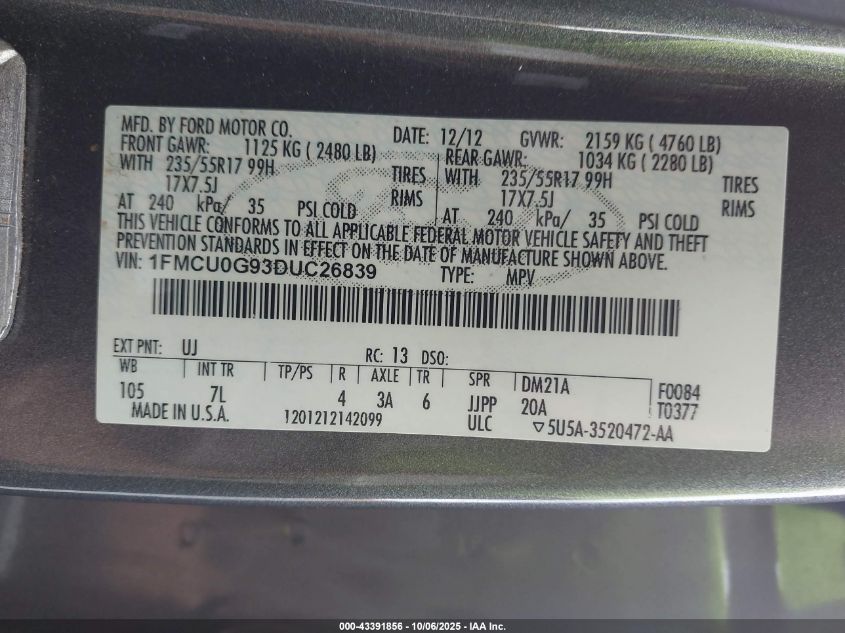 MFD. BY FORD MOTOR CO.
DATE: 12/12 GVWR: 2159 KG ( 4760 LB)
FRONT GAWR: 1125 KG ( 2480 LB) REAR GAWR: 1034 KG ( 2280 LB)
WITH 235/55R17 99H TIRES WITH 235/55R17 99H TIRES
17X7.5J RIMS 17X7.5J RIMS
AT 240 kPa/ 35 PSI COLD AT 240 kPa/ 35 PSI COLD
THIS VEHICLE CONFORMS TO ALL APPLICABLE FEDERAL MOTOR VEHICLE SAFETY AND THEFT
PREVENTION STANDARDS IN EFFECT ON THE DATE OF MANUFACTURE SHOWN ABOVE.
VIN: 1FMCU0G93DUC26839 TYPE: MPV
EXT PNT: UJ RC: 13 DSO:
WB INT TR TP/PS R AXLE TR SPR DM21A F0084
105 7L 4 3A 6 JJPP 20A T0377
MADE IN U.S.A. 1201212142099 ULC ▽5U5A-3520472-AA
000-43391856 - 10/06/2025 - IAA Inc.